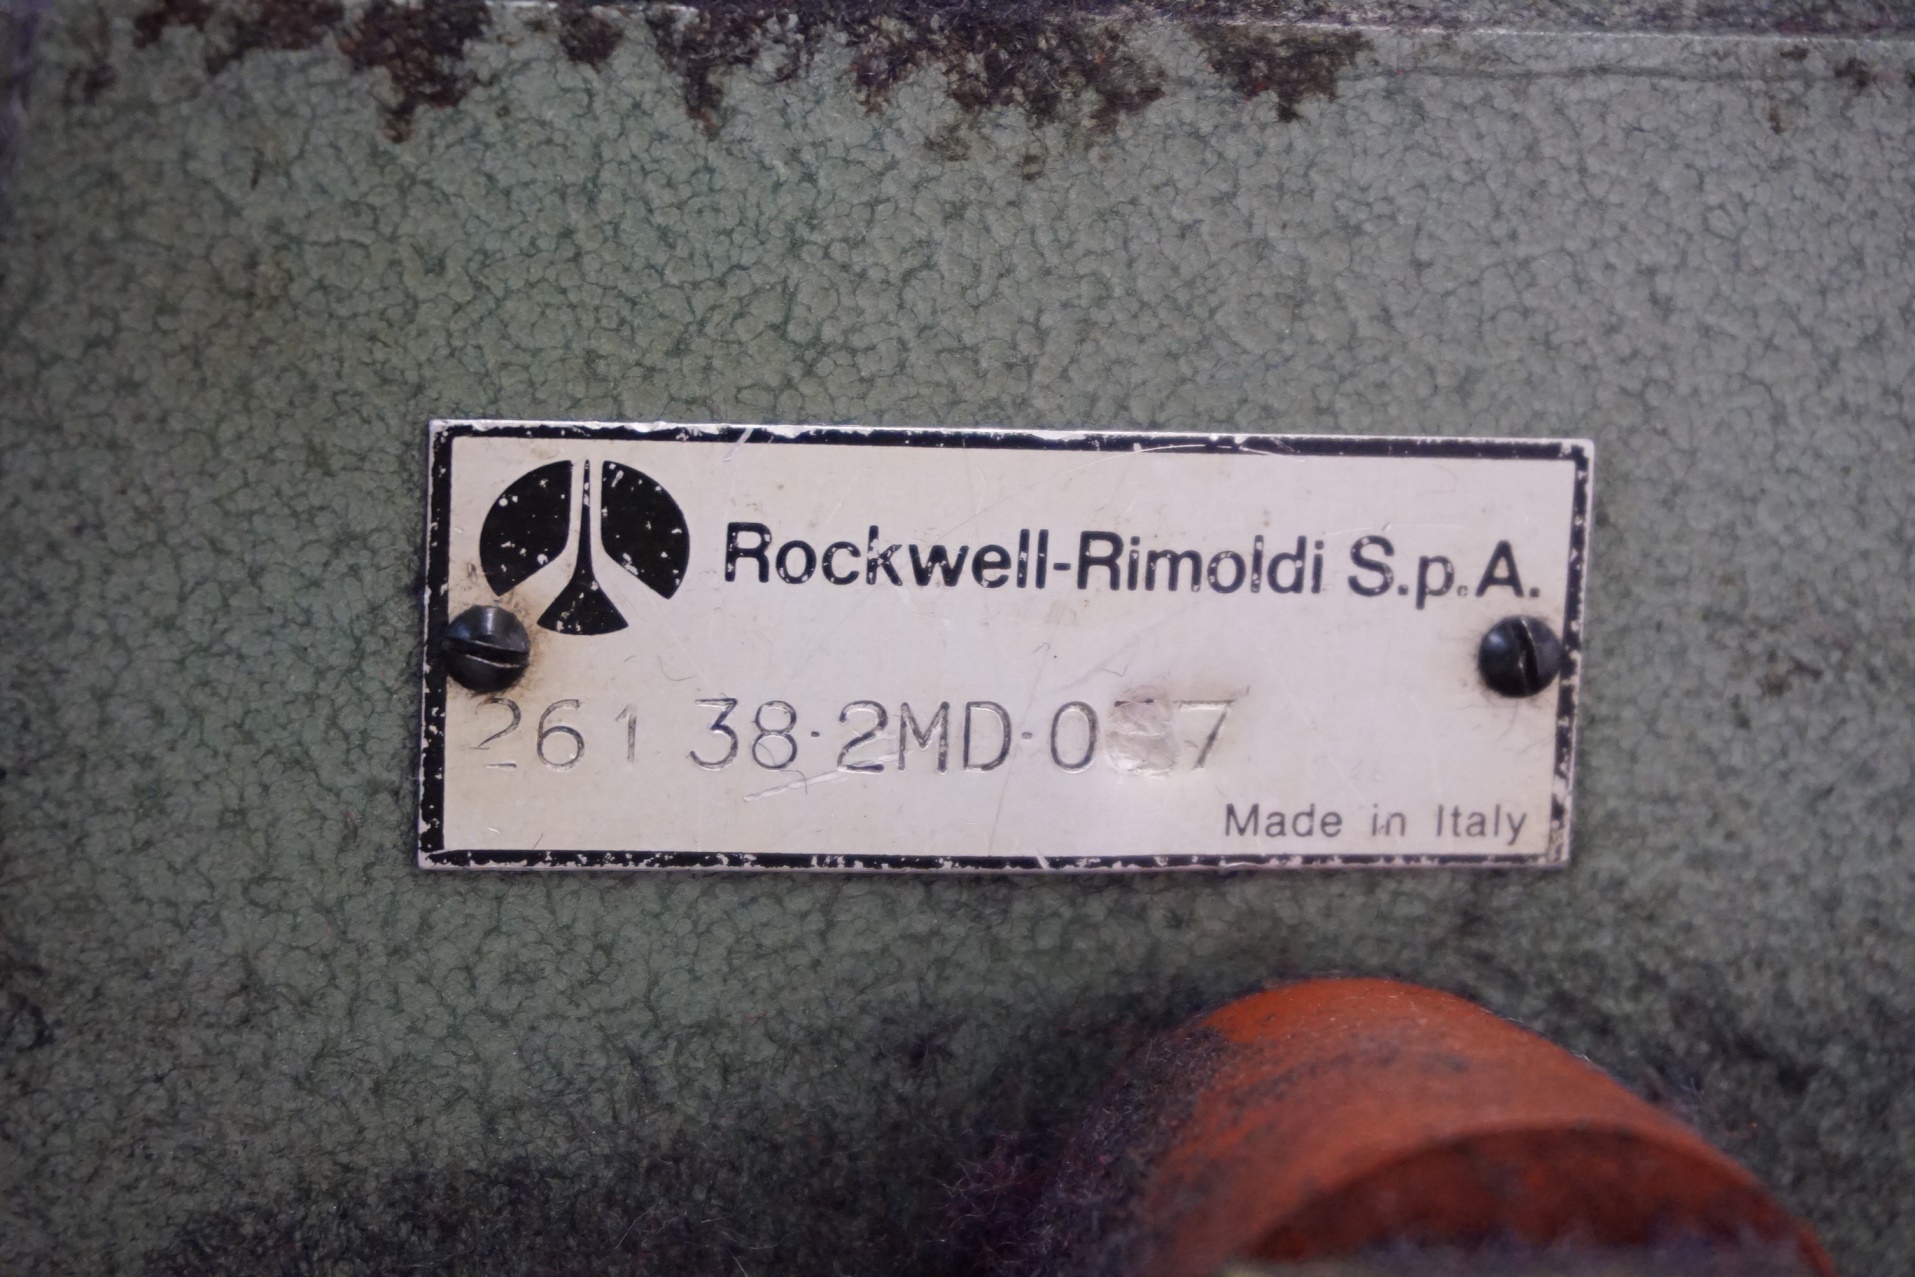 Rockwell-Rimoldi S.p.A.
261 38·2MD·
Made in Italy